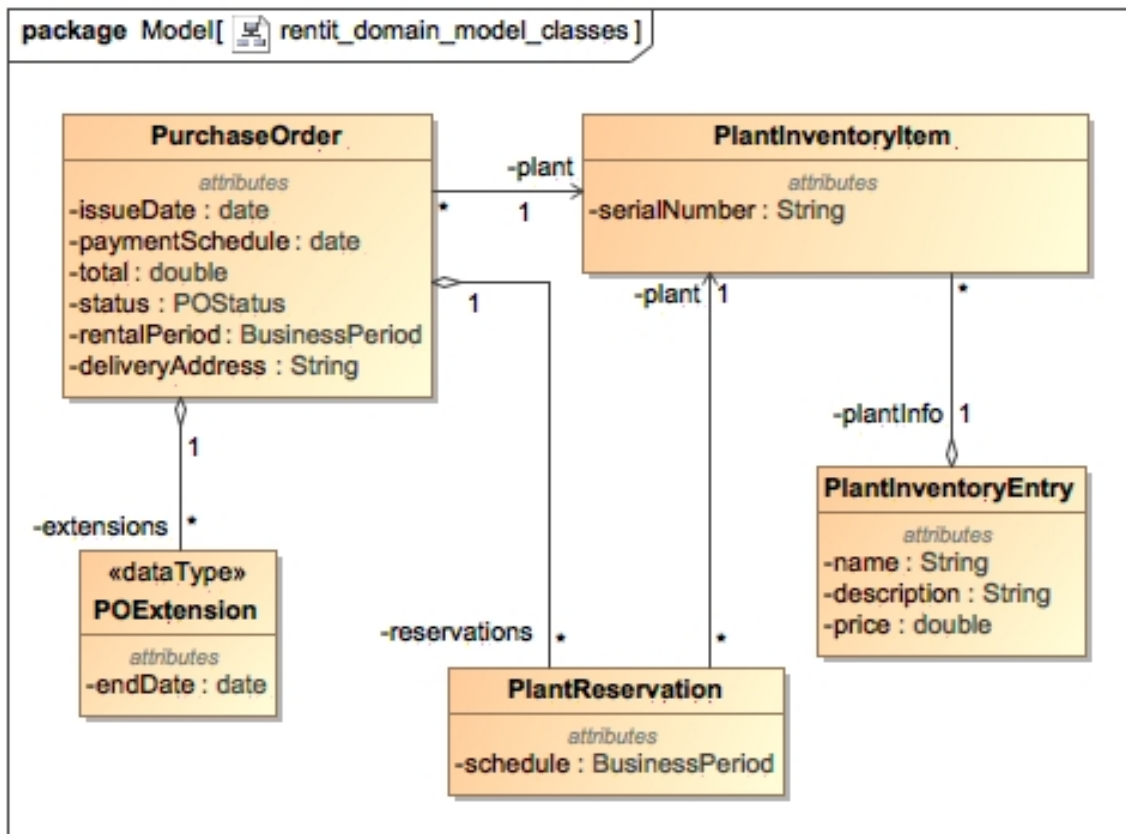 package Model[ rentit_domain_model_classes ]
PurchaseOrder
attributes
-issueDate : date
-paymentSchedule : date
-total : double
-status : POStatus
-rentalPeriod : BusinessPeriod
-deliveryAddress : String
-plant
*
1
PlantInventoryItem
attributes
-serialNumber : String
1
-plant 1
*
1
-plantInfo 1
-extensions *
PlantInventoryEntry
attributes
-name : String
-description : String
-price : double
«dataType»
POExtension
attributes
-endDate : date
-reservations *
*
PlantReservation
attributes
-schedule : BusinessPeriod